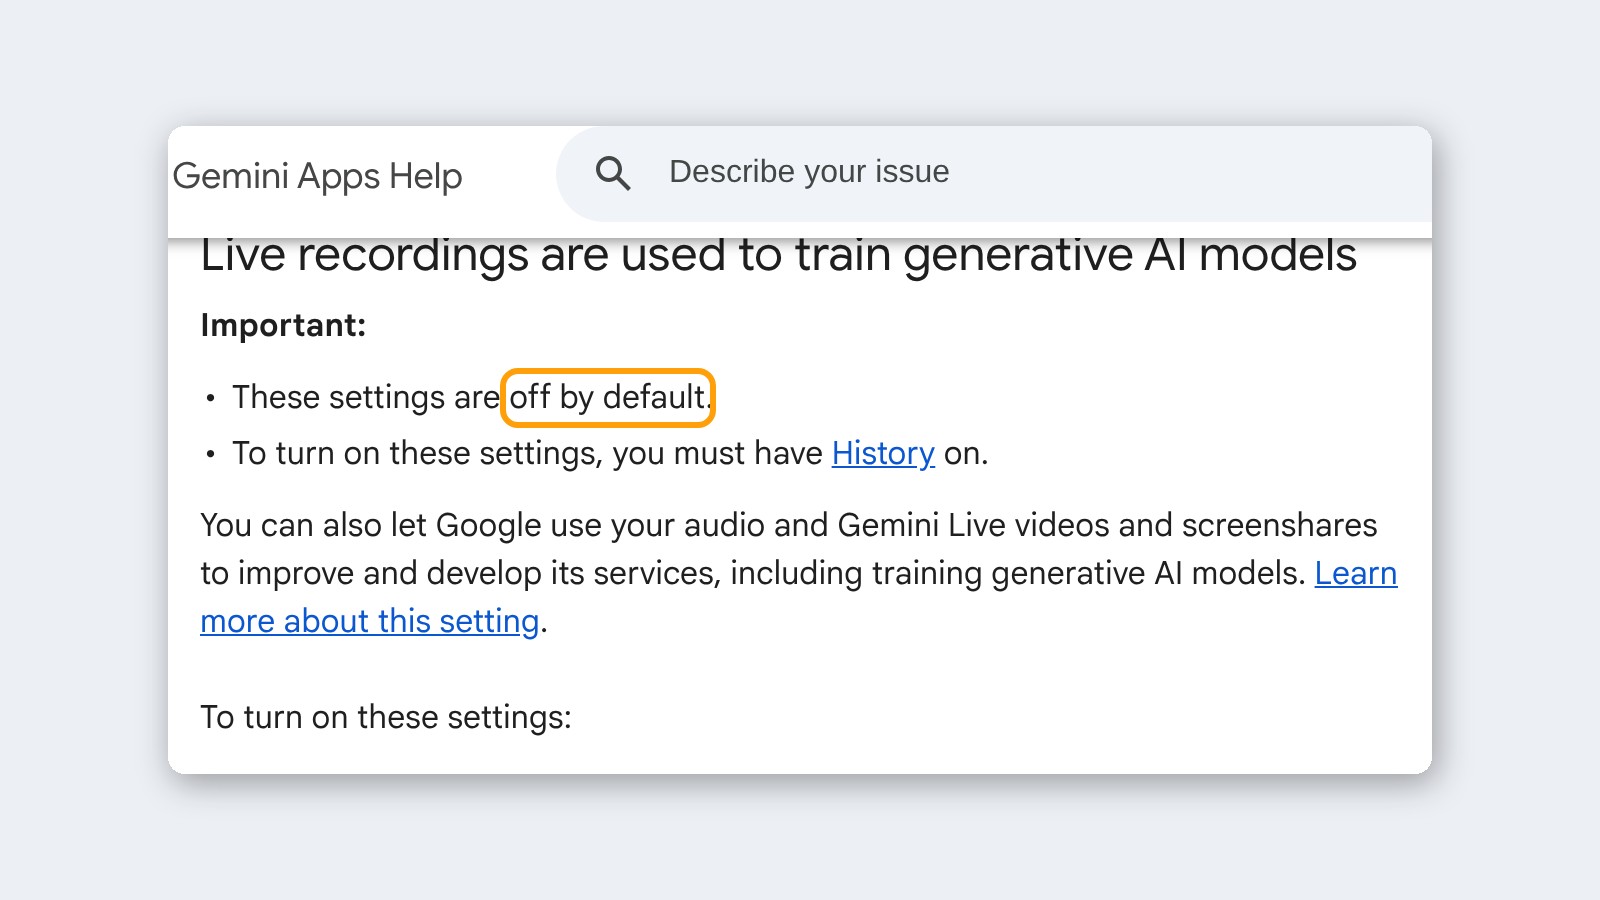 Gemini Apps Help
Describe your issue
Live recordings are used to train generative AI models
Important:
• These settings are off by default.
• To turn on these settings, you must have History on.
You can also let Google use your audio and Gemini Live videos and screenshares
to improve and develop its services, including training generative AI models. Learn
more about this setting.
To turn on these settings: